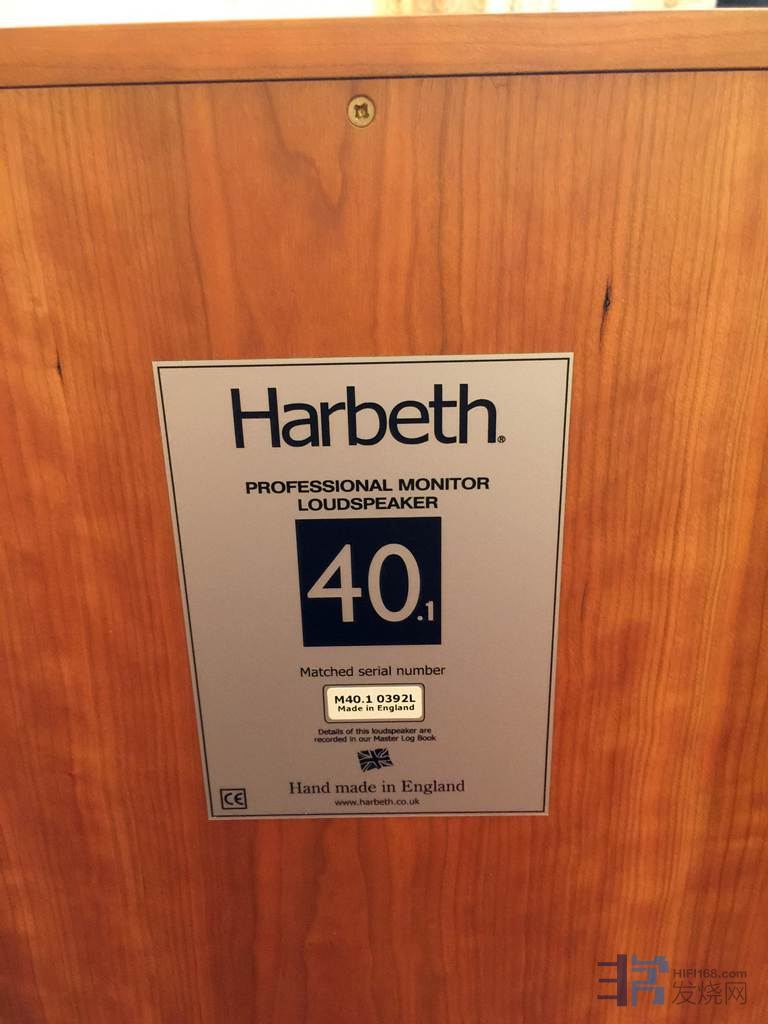 Harbeth®
PROFESSIONAL MONITOR
LOUDSPEAKER
40.1
Matched serial number
M40.1 0392L
Made in England
Details of this loudspeaker are
recorded in our Master Log Book
Hand made in England
www.harbeth.co.uk
CE
HIFI168.com
发烧网